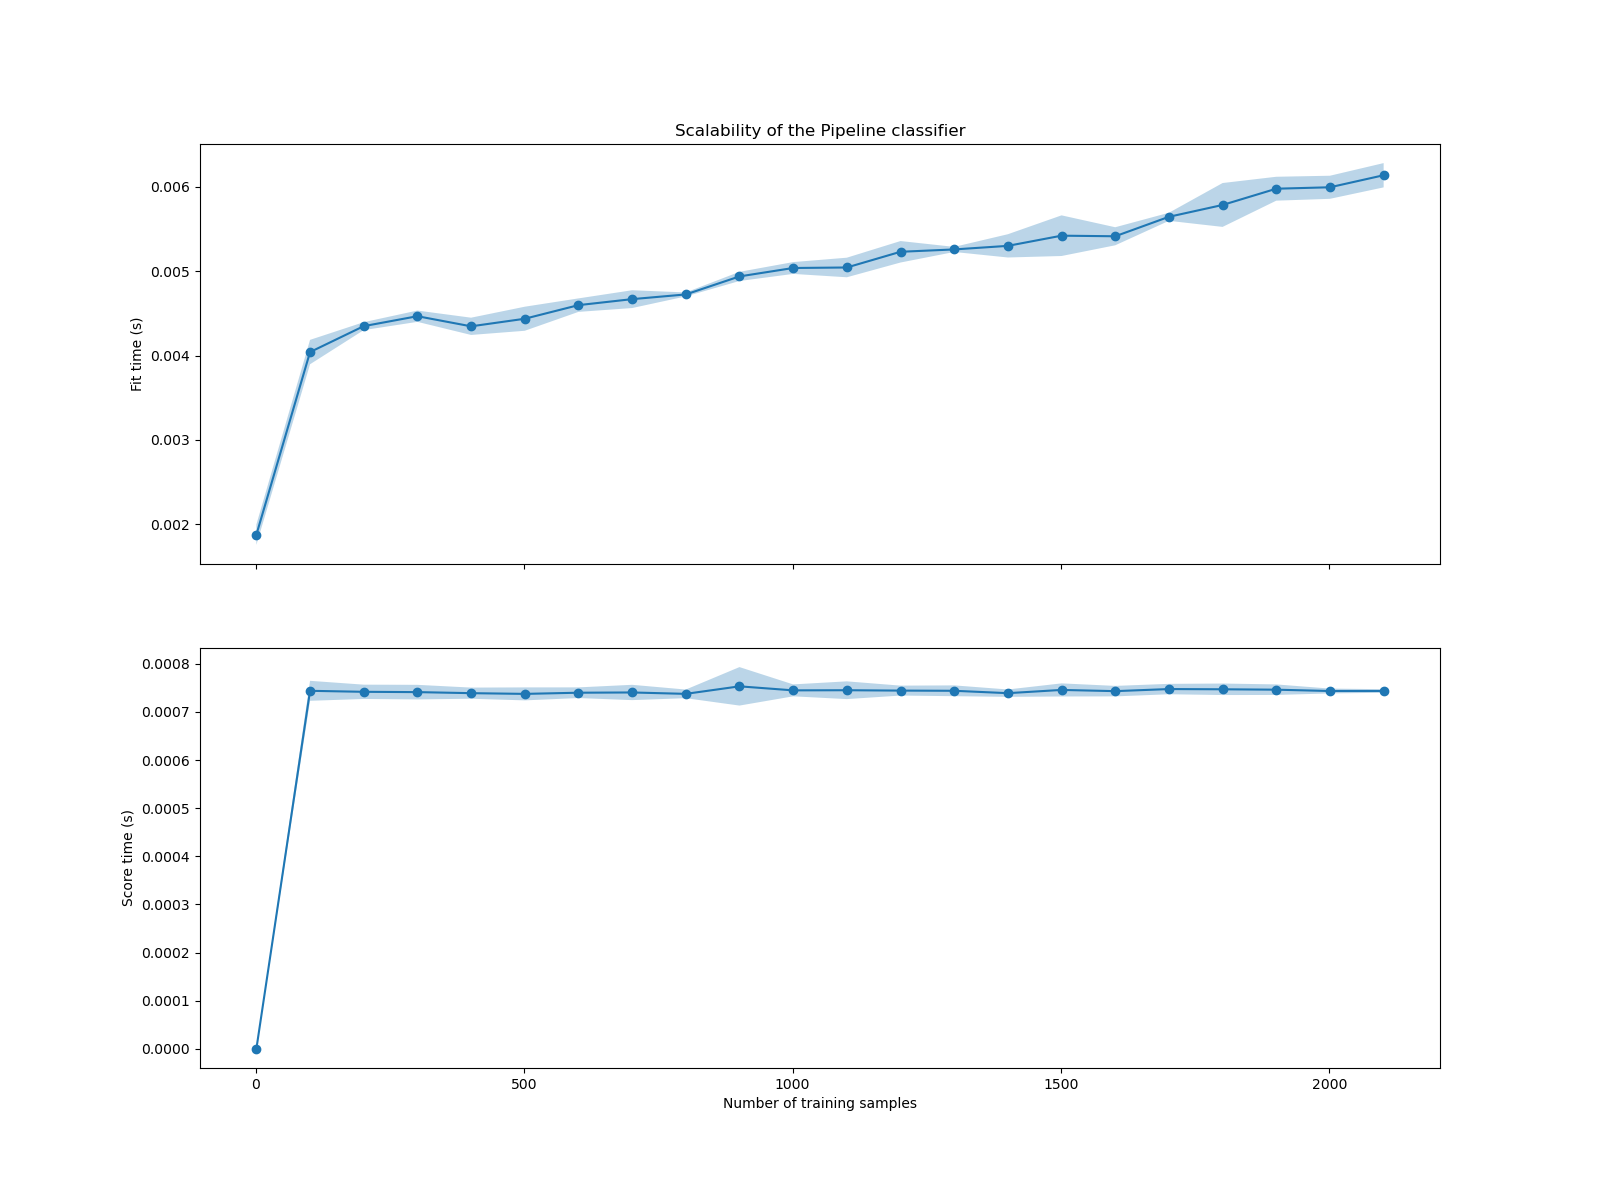 Scalability of the Pipeline classifier
0.006
0.005
0.004
0.003
0.002
Fit time (s)
0.0008
0.0007
0.0006
0.0005
0.0004
0.0003
0.0002
0.0001
0.0000
Score time (s)
0 500 1000 1500 2000
Number of training samples